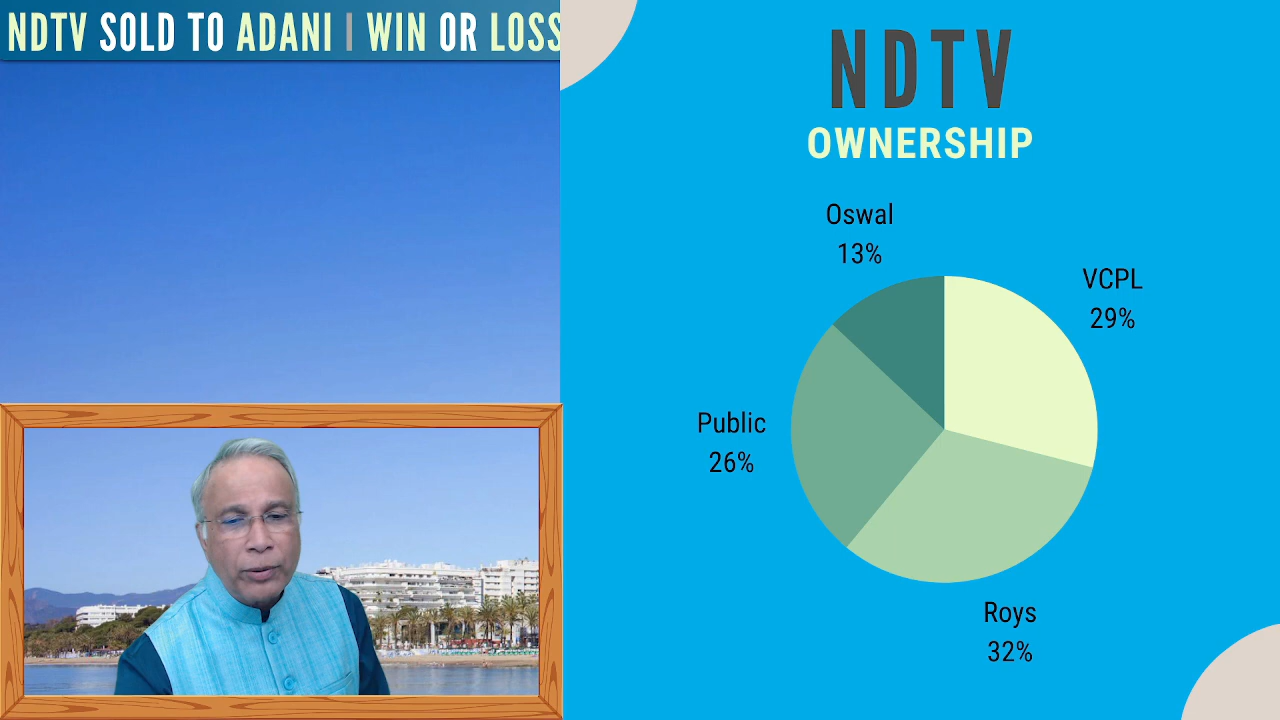 NDTV SOLD TO ADANI | WIN OR LOSS
NDTV
OWNERSHIP
Oswal
13%
VCPL
29%
Public
26%
Roys
32%